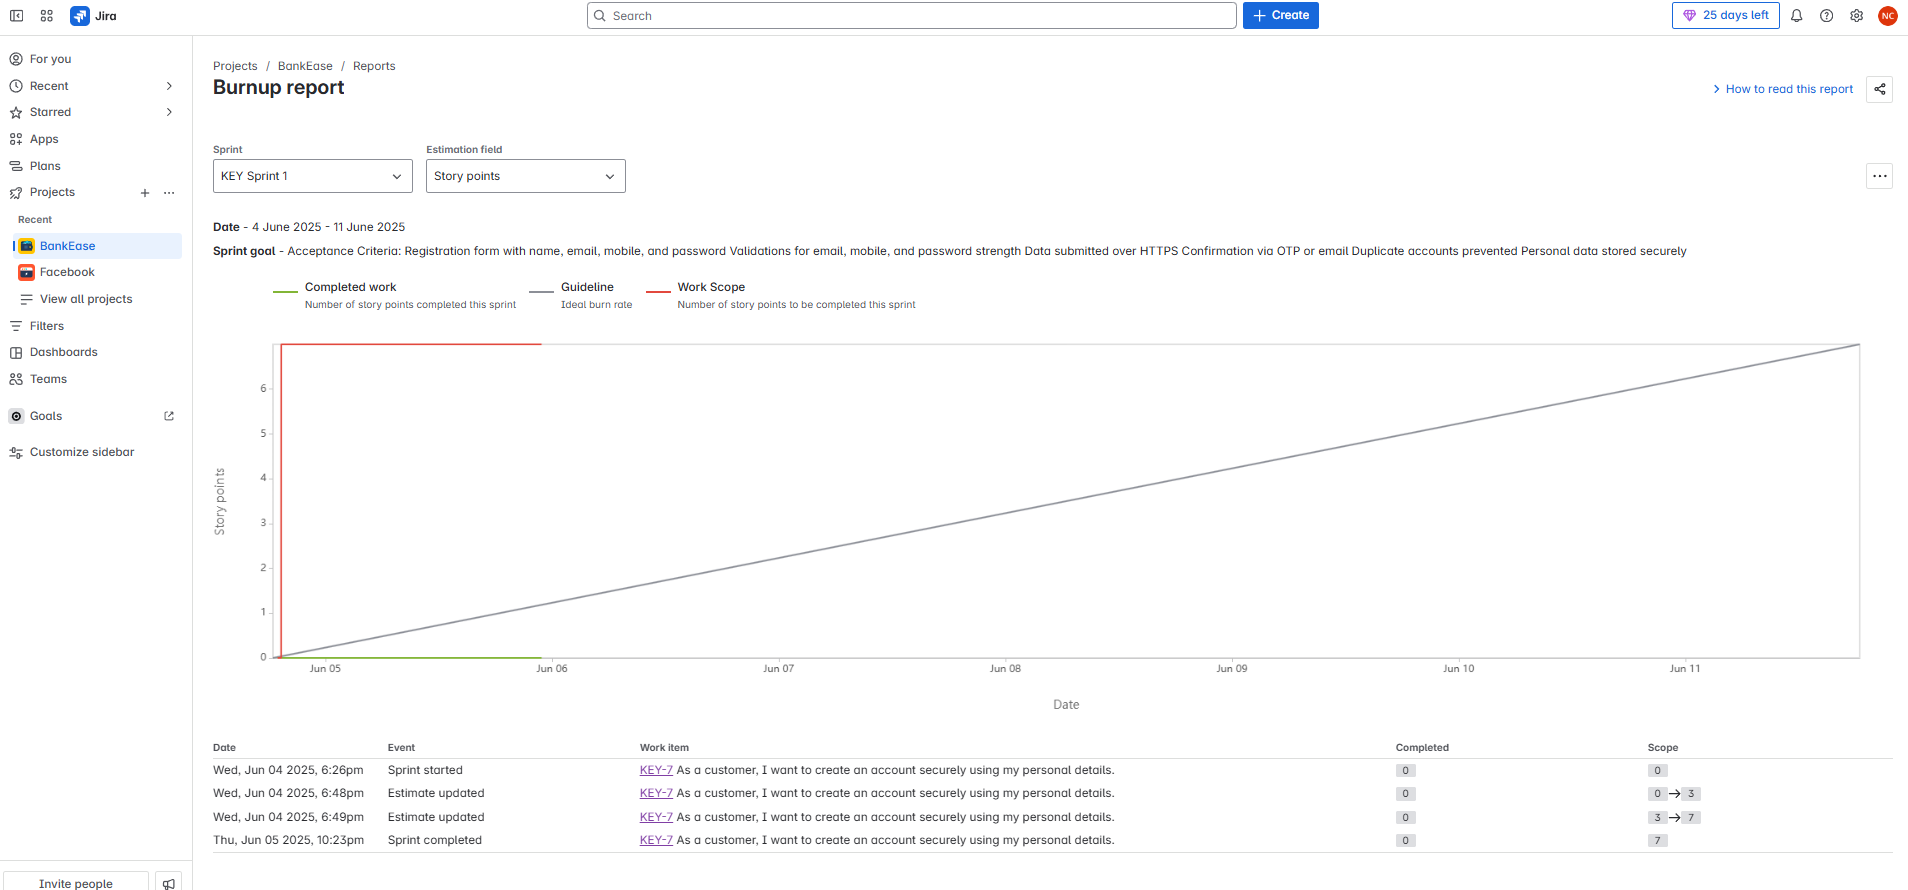 Jira
Search
+ Create
25 days left
NC
For you
Recent
Starred
Apps
Plans
Projects
Recent
BankEase
Facebook
View all projects
Filters
Dashboards
Teams
Goals
Customize sidebar
Invite people
Projects / BankEase / Reports
Burnup report
How to read this report
Sprint
Estimation field
KEY Sprint 1
Story points
Date - 4 June 2025 - 11 June 2025
Sprint goal - Acceptance Criteria: Registration form with name, email, mobile, and password Validations for email, mobile, and password strength Data submitted over HTTPS Confirmation via OTP or email Duplicate accounts prevented Personal data stored securely
Completed work
Number of story points completed this sprint
Guideline
Ideal burn rate
Work Scope
Number of story points to be completed this sprint
Story points
6
5
4
3
2
1
0
Jun 05 Jun 06 Jun 07 Jun 08 Jun 09 Jun 10 Jun 11
Date
Date Event Work item Completed Scope
Wed, Jun 04 2025, 6:26pm Sprint started KEY-7 As a customer, I want to create an account securely using my personal details. 0 0
Wed, Jun 04 2025, 6:48pm Estimate updated KEY-7 As a customer, I want to create an account securely using my personal details. 0 0 → 3
Wed, Jun 04 2025, 6:49pm Estimate updated KEY-7 As a customer, I want to create an account securely using my personal details. 0 3 → 7
Thu, Jun 05 2025, 10:23pm Sprint completed KEY-7 As a customer, I want to create an account securely using my personal details. 0 7